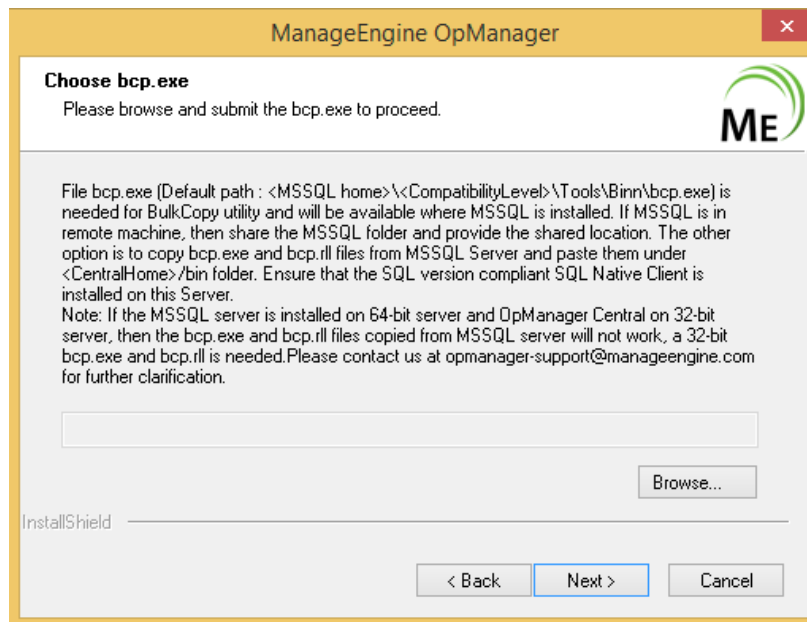 ManageEngine OpManager
x
Choose bcp.exe
Please browse and submit the bcp.exe to proceed.
ME
File bcp.exe (Default path : <MSSQL home>\<CompatibilityLevel>\Tools\Binn\bcp.exe) is
needed for BulkCopy utility and will be available where MSSQL is installed. If MSSQL is in
remote machine, then share the MSSQL folder and provide the shared location. The other
option is to copy bcp.exe and bcp.rll files from MSSQL Server and paste them under
<CentralHome>/bin folder. Ensure that the SQL version compliant SQL Native Client is
installed on this Server.
Note: If the MSSQL server is installed on 64-bit server and OpManager Central on 32-bit
server, then the bcp.exe and bcp.rll files copied from MSSQL server will not work, a 32-bit
bcp.exe and bcp.rll is needed.Please contact us at opmanager-support@manageengine.com
for further clarification.
Browse...
InstallShield
< Back
Next >
Cancel